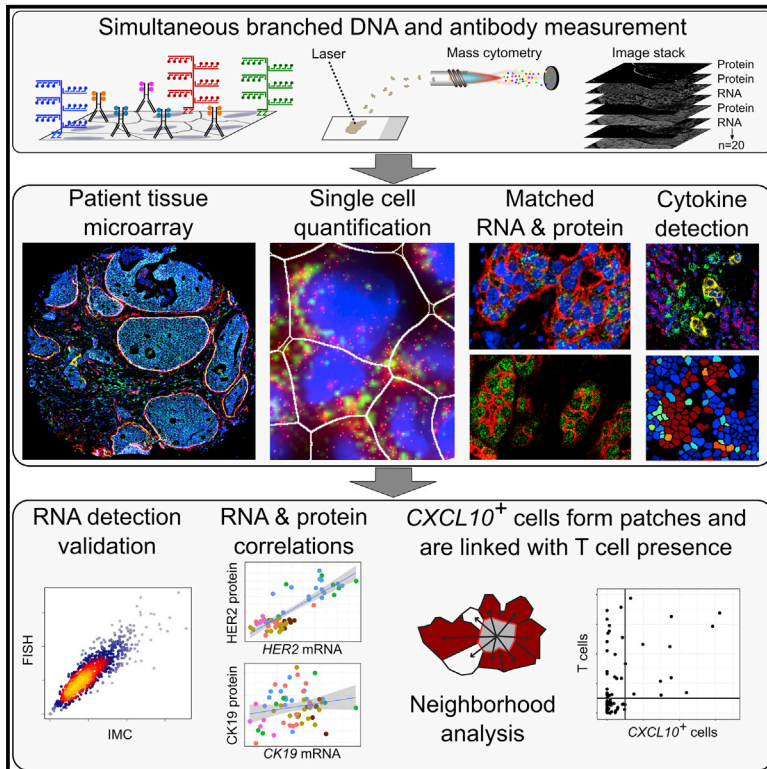 Simultaneous branched DNA and antibody measurement
Laser
Mass cytometry
Image stack
Protein
Protein
RNA
Protein
RNA
n=20
ZZ
ZZ
ZZ
Patient tissue
microarray
Single cell
quantification
Matched
RNA & protein
Cytokine
detection
RNA detection
validation
FISH
IMC
RNA & protein
correlations
HER2 protein
HER2 mRNA
CK19 protein
CK19 mRNA
CXCL10+ cells form patches and
are linked with T cell presence
Neighborhood
analysis
T cells
CXCL10+ cells